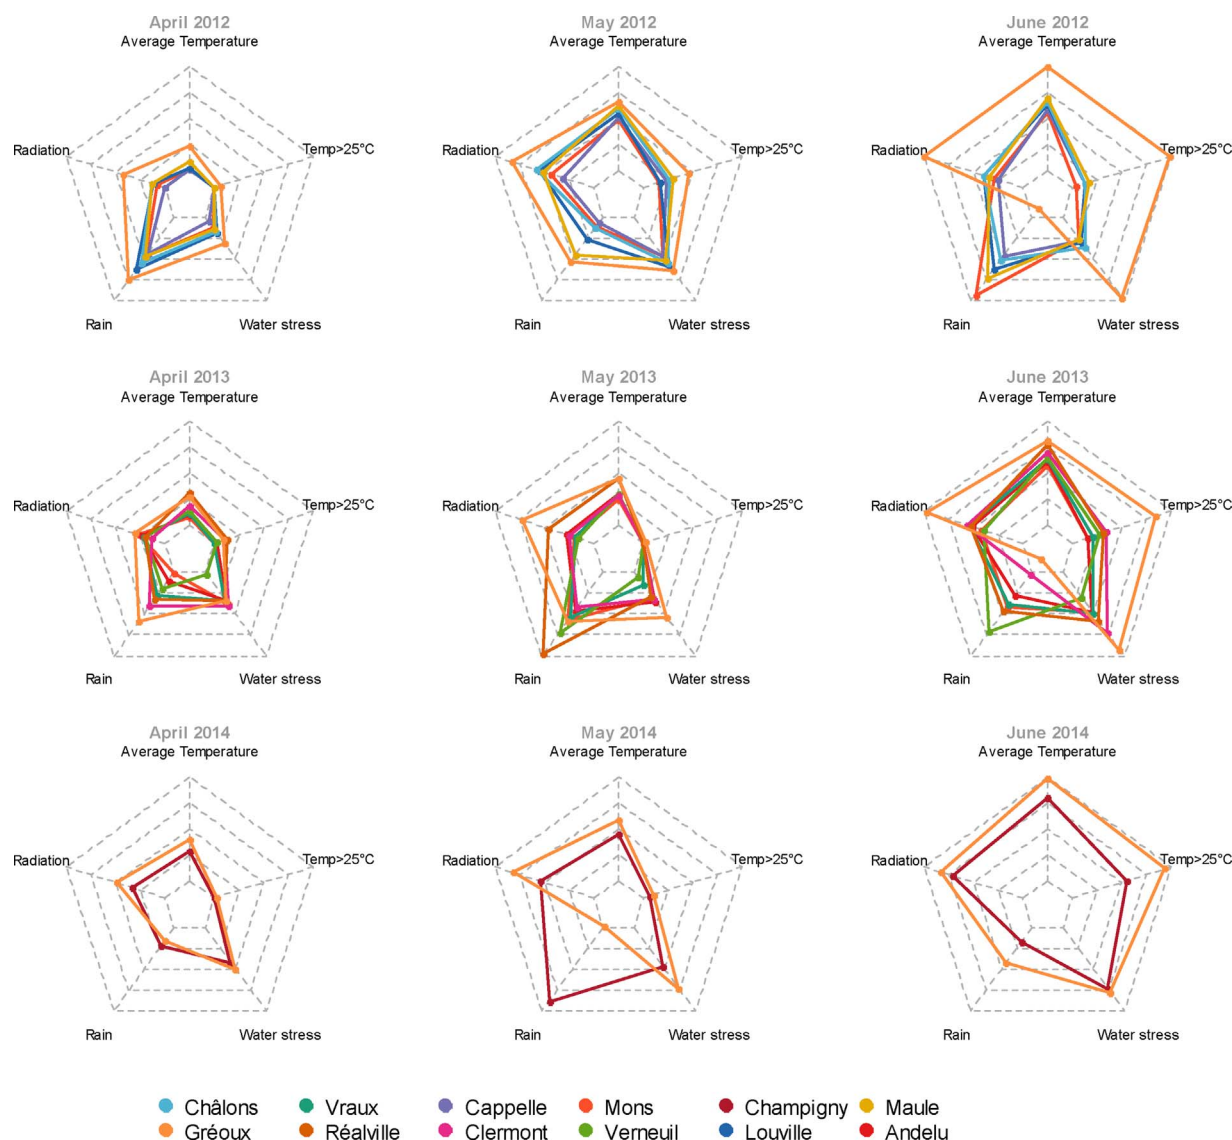 April 2012 May 2012 June 2012
Average Temperature Average Temperature Average Temperature
Radiation Temp>25°C Radiation Temp>25°C Radiation Temp>25°C
Rain Water stress Rain Water stress Rain Water stress
April 2013 May 2013 June 2013
Average Temperature Average Temperature Average Temperature
Radiation Temp>25°C Radiation Temp>25°C Radiation Temp>25°C
Rain Water stress Rain Water stress Rain Water stress
April 2014 May 2014 June 2014
Average Temperature Average Temperature Average Temperature
Radiation Temp>25°C Radiation Temp>25°C Radiation Temp>25°C
Rain Water stress Rain Water stress Rain Water stress
Châlons Vraux Cappelle Mons Champigny Maule
Gréoux Réalville Clermont Verneuil Louville Andelu